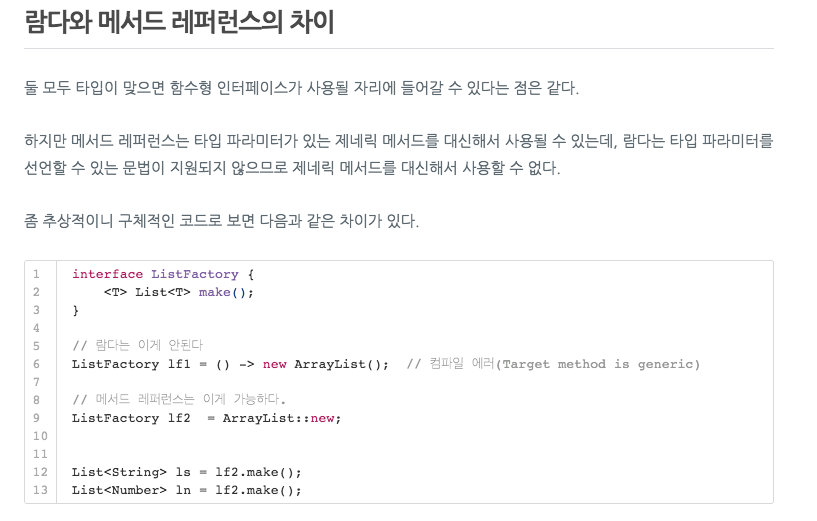 람다와 메서드 레퍼런스의 차이
둘 모두 타입이 맞으면 함수형 인터페이스가 사용될 자리에 들어갈 수 있다는 점은 같다.
하지만 메서드 레퍼런스는 타입 파라미터가 있는 제네릭 메서드를 대신해서 사용될 수 있는데, 람다는 타입 파라미터를
선언할 수 있는 문법이 지원되지 않으므로 제네릭 메서드를 대신해서 사용할 수 없다.
좀 추상적이니 구체적인 코드로 보면 다음과 같은 차이가 있다.
1 interface ListFactory {
2     <T> List<T> make();
3 }
4
5 // 람다는 이게 안된다
6 ListFactory lf1 = () -> new ArrayList();  // 컴파일 에러(Target method is generic)
7
8 // 메서드 레퍼런스는 이게 가능하다.
9 ListFactory lf2  = ArrayList::new;
10
11
12 List<String> ls = lf2.make();
13 List<Number> ln = lf2.make();